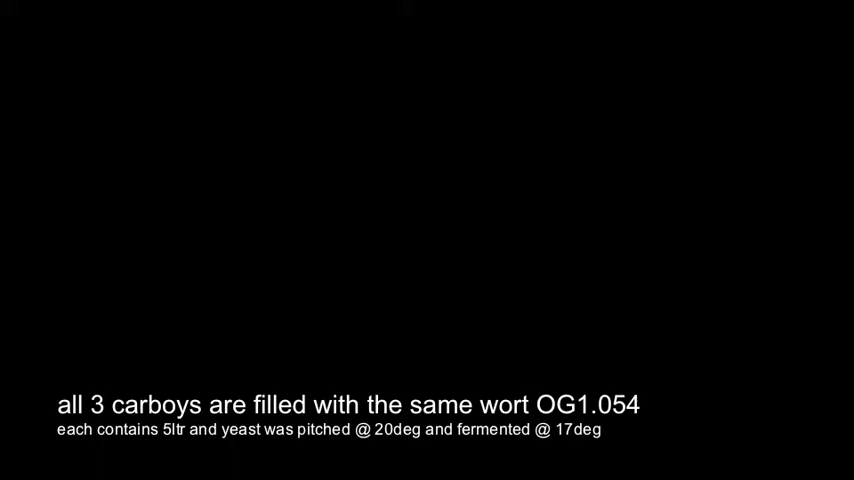 all 3 carboys are filled with the same wort OG1.054
each contains 5ltr and yeast was pitched @ 20deg and fermented @ 17deg